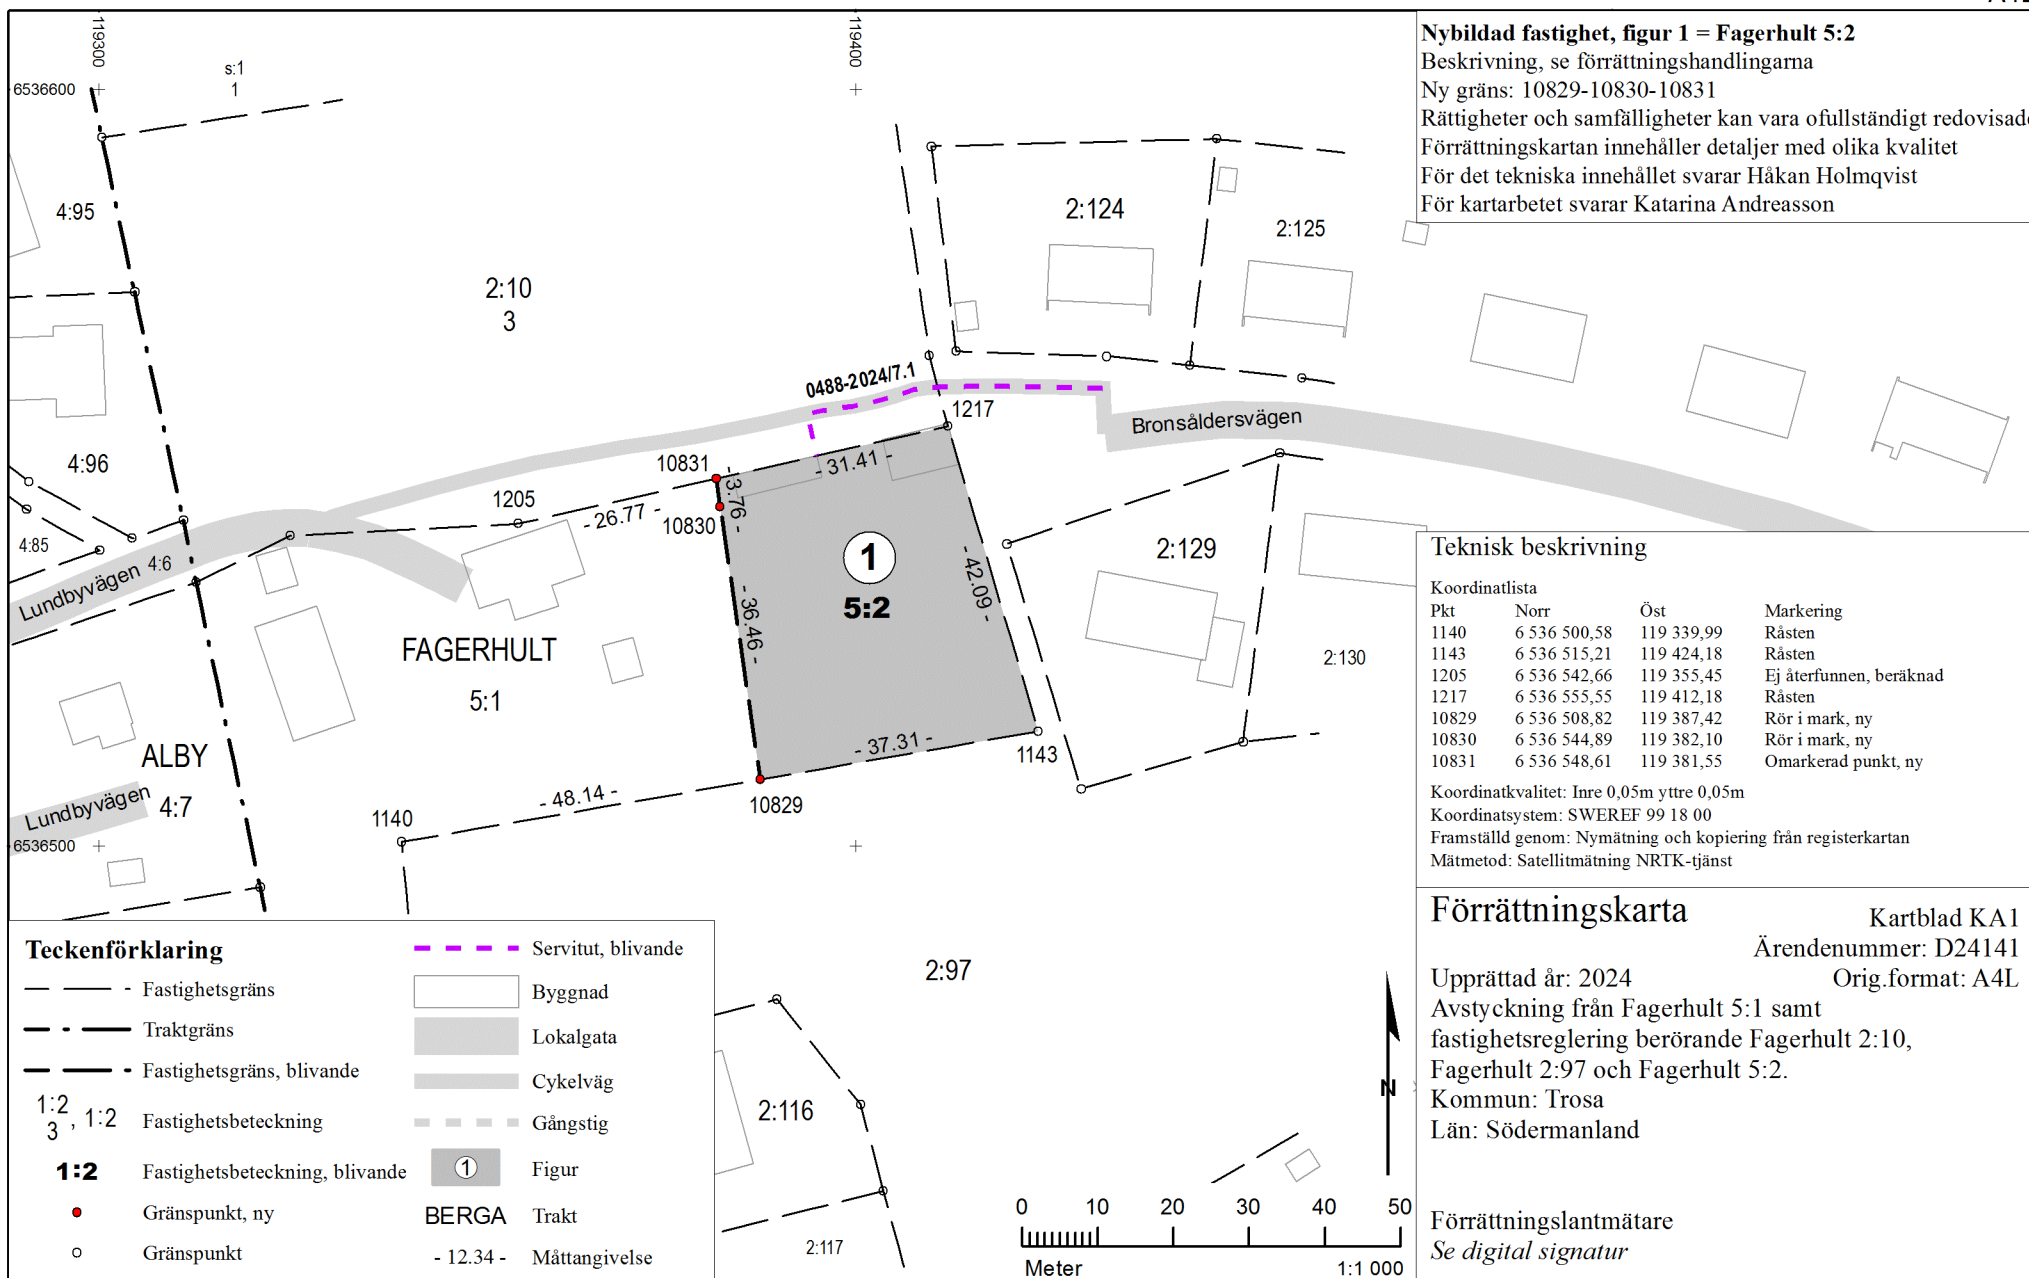 119300
119400
6536600
s:1
1
4:95
2:10
3
2:124
2:125
0488-2024/7.1
1217
Bronsåldersvägen
4:96
10831
- 31.41 -
1205
- 26.77 -
- 3.76 -
10830
4:85
Lundbyvägen 4:6
1
5:2
- 42.09 -
- 36.46 -
2:129
2:130
FAGERHULT
5:1
ALBY
4:7
Lundbyvägen
- 37.31 -
1143
- 48.14 -
10829
1140
6536500
2:97
2:116
2:117
Nybildad fastighet, figur 1 = Fagerhult 5:2
Beskrivning, se förrättningshandlingarna
Ny gräns: 10829-10830-10831
Rättigheter och samfälligheter kan vara ofullständigt redovisade
Förrättningskartan innehåller detaljer med olika kvalitet
För det tekniska innehållet svarar Håkan Holmqvist
För kartarbetet svarar Katarina Andreasson
Teknisk beskrivning
Koordinatlista
Pkt Norr Öst Markering
1140 6 536 500,58 119 339,99 Råsten
1143 6 536 515,21 119 424,18 Råsten
1205 6 536 542,66 119 355,45 Ej återfunnen, beräknad
1217 6 536 555,55 119 412,18 Råsten
10829 6 536 508,82 119 387,42 Rör i mark, ny
10830 6 536 544,89 119 382,10 Rör i mark, ny
10831 6 536 548,61 119 381,55 Omarkerad punkt, ny
Koordinatkvalitet: Inre 0,05m yttre 0,05m
Koordinatsystem: SWEREF 99 18 00
Framställd genom: Nymätning och kopiering från registerkartan
Mätmetod: Satellitmätning NRTK-tjänst
Förrättningskarta
Kartblad KA1
Ärendenummer: D24141
Upprättad år: 2024 Orig.format: A4L
Avstyckning från Fagerhult 5:1 samt
fastighetsreglering berörande Fagerhult 2:10,
Fagerhult 2:97 och Fagerhult 5:2.
Kommun: Trosa
Län: Södermanland
Förrättningslantmätare
Se digital signatur
Teckenförklaring
Fastighetsgräns
Traktgräns
Fastighetsgräns, blivande
1:2
3 , 1:2 Fastighetsbeteckning
1:2 Fastighetsbeteckning, blivande
Gränspunkt, ny
Gränspunkt
Servitut, blivande
Byggnad
Lokalgata
Cykelväg
Gångstig
1 Figur
BERGA Trakt
- 12.34 - Måttangivelse
N
0 10 20 30 40 50
Meter 1:1 000